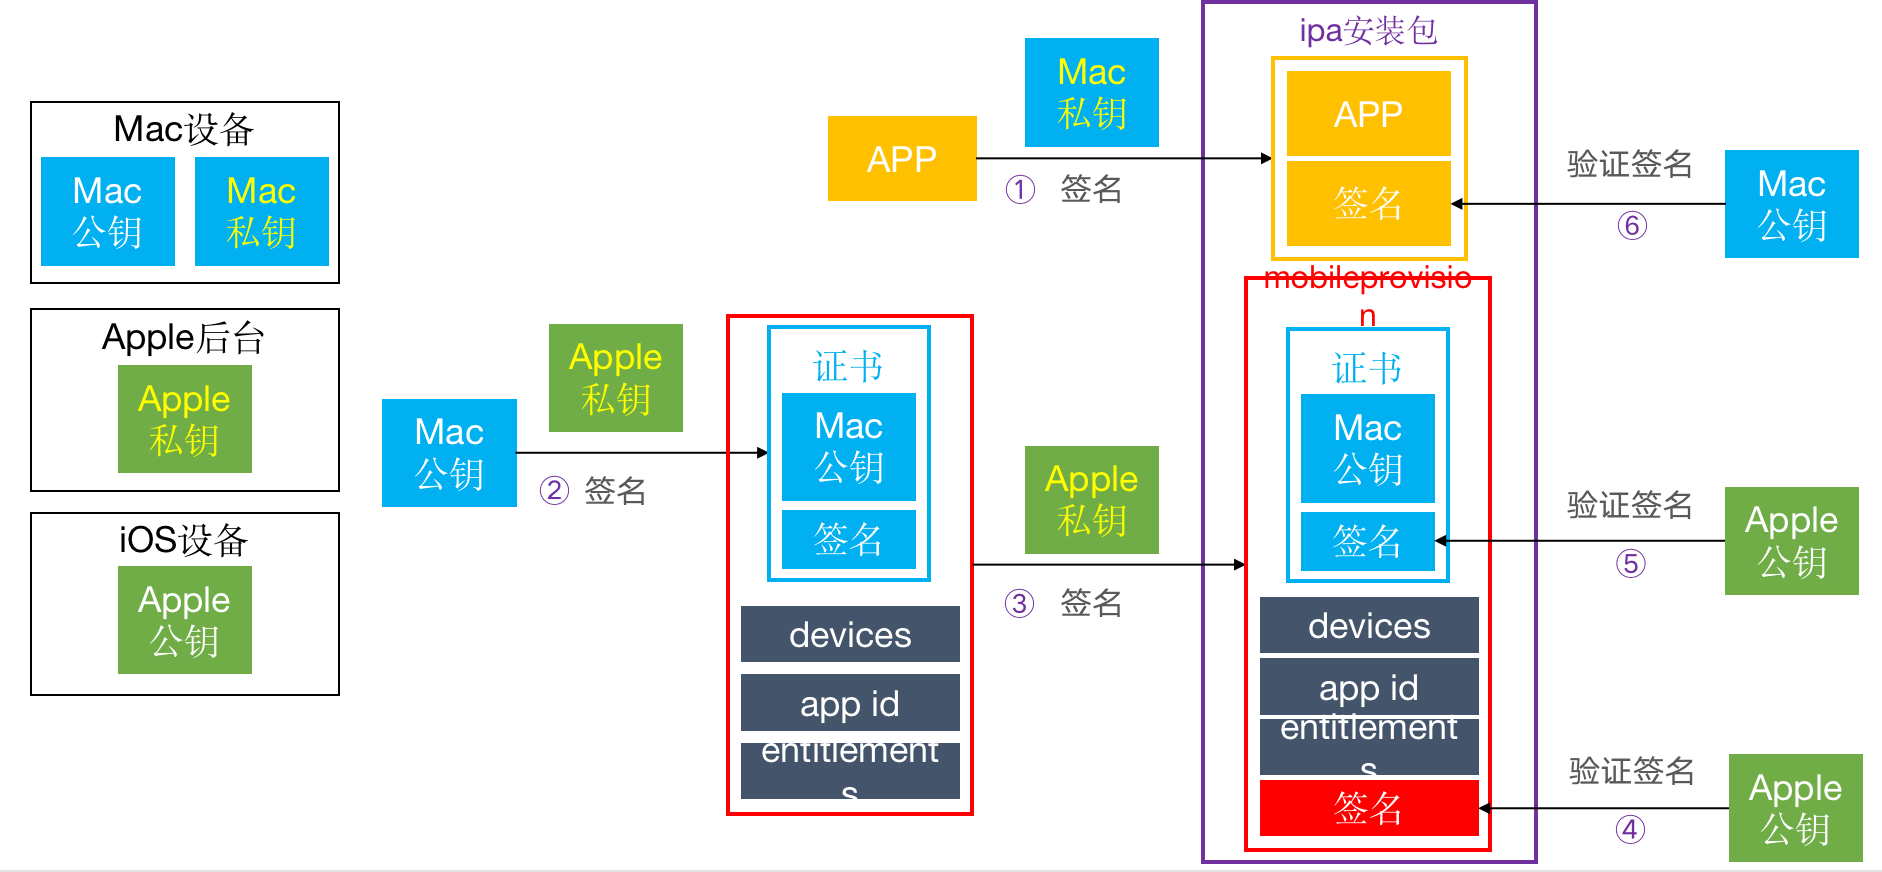 Mac设备
Mac
公钥
Mac
私钥
Apple后台
Apple
私钥
iOS设备
Apple
公钥
APP
Mac
私钥
① 签名
Mac
公钥
Apple
私钥
② 签名
证书
Mac
公钥
签名
devices
app id
entitlement
s
Apple
私钥
③ 签名
ipa安装包
APP
签名
mobileprovisio
n
证书
Mac
公钥
签名
devices
app id
entitlement
s
签名
验证签名
⑥
Mac
公钥
验证签名
⑤
Apple
公钥
验证签名
④
Apple
公钥